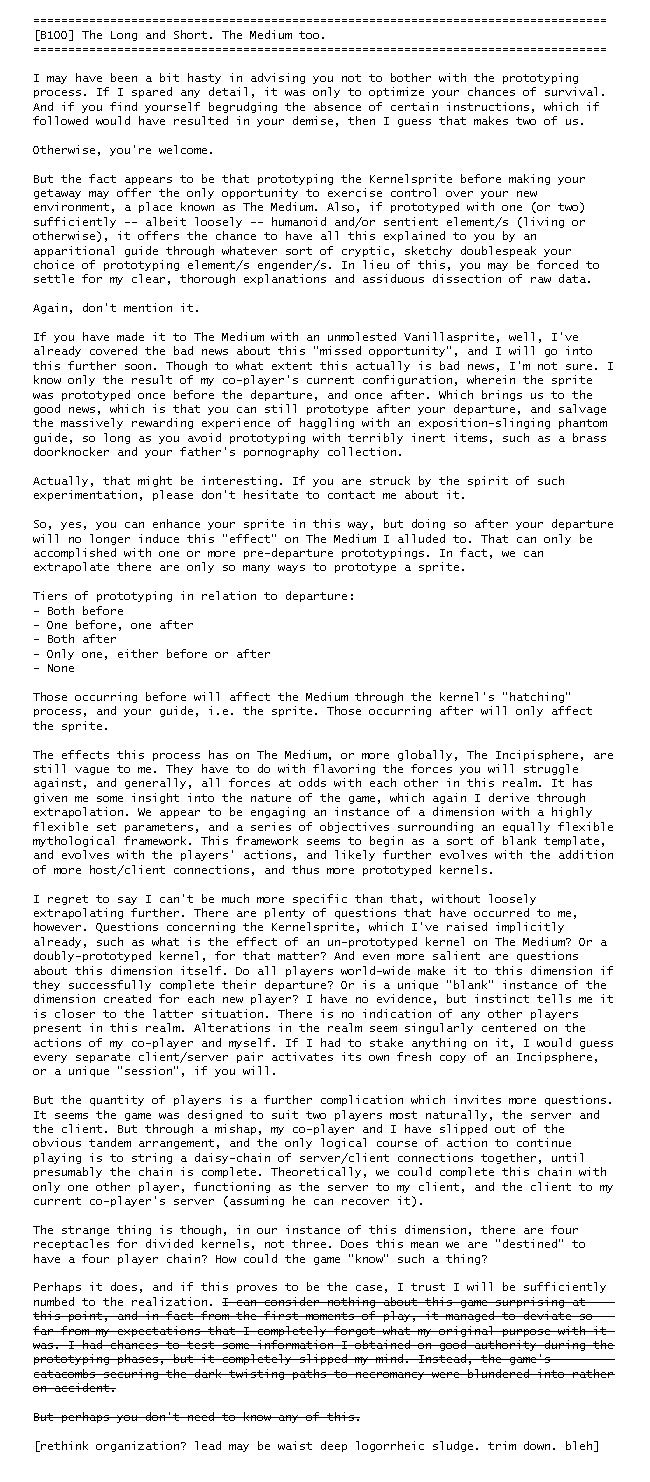 ==============================================================================
[B100] The Long and Short. The Medium too.
==============================================================================
I may have been a bit hasty in advising you not to bother with the prototyping
process. If I spared any detail, it was only to optimize your chances of survival.
And if you find yourself begrudging the absence of certain instructions, which if
followed would have resulted in your demise, then I guess that makes two of us.
Otherwise, you're welcome.
But the fact appears to be that prototyping the Kernelsprite before making your
getaway may offer the only opportunity to exercise control over your new
environment, a place known as The Medium. Also, if prototyped with one (or two)
sufficiently -- albeit loosely -- humanoid and/or sentient element/s (living or
otherwise), it offers the chance to have all this explained to you by an
apparitional guide through whatever sort of cryptic, sketchy doublespeak your
choice of prototyping element/s engender/s. In lieu of this, you may be forced to
settle for my clear, thorough explanations and assiduous dissection of raw data.
Again, don't mention it.
If you have made it to The Medium with an unmolested Vanillasprite, well, I've
already covered the bad news about this "missed opportunity", and I will go into
this further soon. Though to what extent this actually is bad news, I'm not sure. I
know only the result of my co-player's current configuration, wherein the sprite
was prototyped once before the departure, and once after. Which brings us to the
good news, which is that you can still prototype after your departure, and salvage
the massively rewarding experience of haggling with an exposition-slinging phantom
guide, so long as you avoid prototyping with terribly inert items, such as a brass
doorknocker and your father's pornography collection.
Actually, that might be interesting. If you are struck by the spirit of such
experimentation, please don't hesitate to contact me about it.
So, yes, you can enhance your sprite in this way, but doing so after your departure
will no longer induce this "effect" on The Medium I alluded to. That can only be
accomplished with one or more pre-departure prototypings. In fact, we can
extrapolate there are only so many ways to prototype a sprite.
Tiers of prototyping in relation to departure:
- Both before
- One before, one after
- Both after
- Only one, either before or after
- None
Those occurring before will affect the Medium through the kernel's "hatching"
process, and your guide, i.e. the sprite. Those occurring after will only affect
the sprite.
The effects this process has on The Medium, or more globally, The Incipisphere, are
still vague to me. They have to do with flavoring the forces you will struggle
against, and generally, all forces at odds with each other in this realm. It has
given me some insight into the nature of the game, which again I derive through
extrapolation. We appear to be engaging an instance of a dimension with a highly
flexible set parameters, and a series of objectives surrounding an equally flexible
mythological framework. This framework seems to begin as a sort of blank template,
and evolves with the players' actions, and likely further evolves with the addition
of more host/client connections, and thus more prototyped kernels.
I regret to say I can't be much more specific than that, without loosely
extrapolating further. There are plenty of questions that have occurred to me,
however. Questions concerning the Kernelsprite, which I've raised implicitly
already, such as what is the effect of an un-prototyped kernel on The Medium? Or a
doubly-prototyped kernel, for that matter? And even more salient are questions
about this dimension itself. Do all players world-wide make it to this dimension if
they successfully complete their departure? Or is a unique "blank" instance of the
dimension created for each new player? I have no evidence, but instinct tells me it
is closer to the latter situation. There is no indication of any other players
present in this realm. Alterations in the realm seem singularly centered on the
actions of my co-player and myself. If I had to stake anything on it, I would guess
every separate client/server pair activates its own fresh copy of an Incipsphere,
or a unique "session", if you will.
But the quantity of players is a further complication which invites more questions.
It seems the game was designed to suit two players most naturally, the server and
the client. But through a mishap, my co-player and I have slipped out of the
obvious tandem arrangement, and the only logical course of action to continue
playing is to string a daisy-chain of server/client connections together, until
presumably the chain is complete. Theoretically, we could complete this chain with
only one other player, functioning as the server to my client, and the client to my
current co-player's server (assuming he can recover it).
The strange thing is though, in our instance of this dimension, there are four
receptacles for divided kernels, not three. Does this mean we are "destined" to
have a four player chain? How could the game "know" such a thing?
Perhaps it does, and if this proves to be the case, I trust I will be sufficiently
numbed to the realization. I can consider nothing about this game surprising at
this point, and in fact from the first moments of play, it managed to deviate so
far from my expectations that I completely forgot what my original purpose with it
was. I had chances to test some information I obtained on good authority during the
prototyping phases, but it completely slipped my mind. Instead, the game's
catacombs securing the dark twisting paths to necromancy were blundered into rather
on accident.
But perhaps you don't need to know any of this.
[rethink organization? lead may be waist deep logorrheic sludge. trim down. bleh]